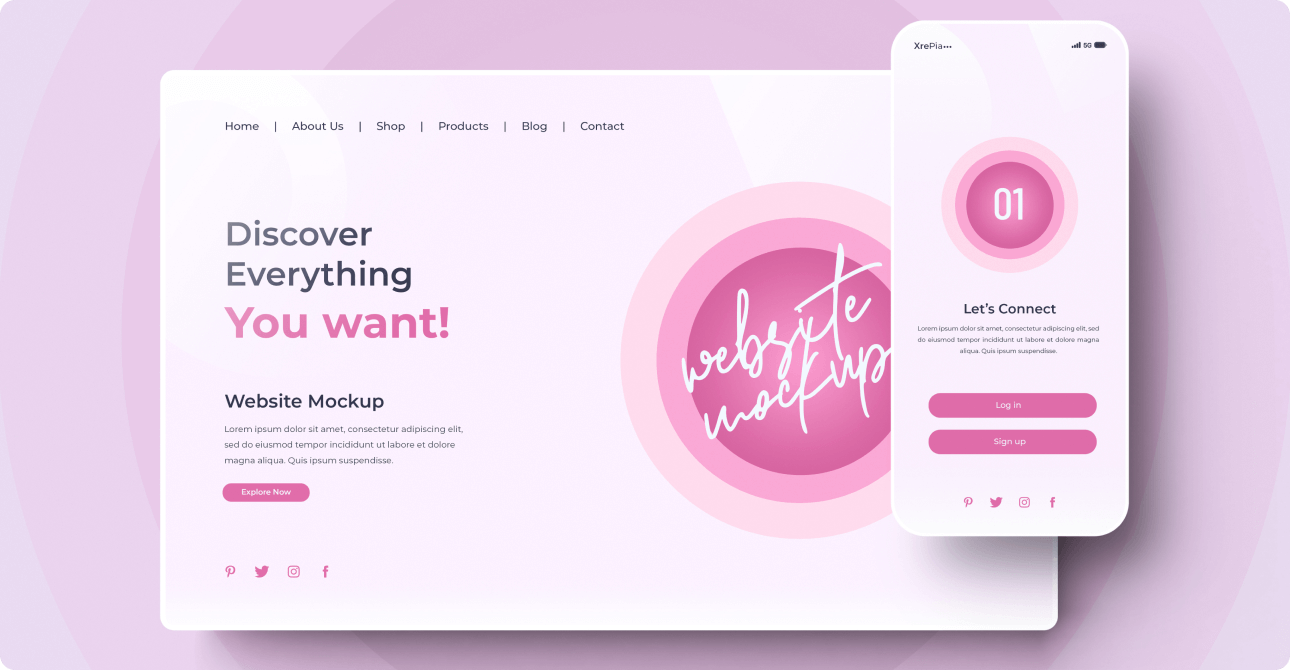 Home | About Us | Shop | Products | Blog | Contact
Discover
Everything
You want!
Website Mockup
Lorem ipsum dolor sit amet, consectetur adipiscing elit,
sed do eiusmod tempor incididunt ut labore et dolore
magna aliqua. Quis ipsum suspendisse.
Explore Now
website
mockup
XrePia•••
5G
01
Let's Connect
Lorem ipsum dolor sit amet, consectetur adipiscing elit, sed
do eiusmod tempor incididunt ut labore et dolore magna
aliqua. Quis ipsum suspendisse.
Log in
Sign up